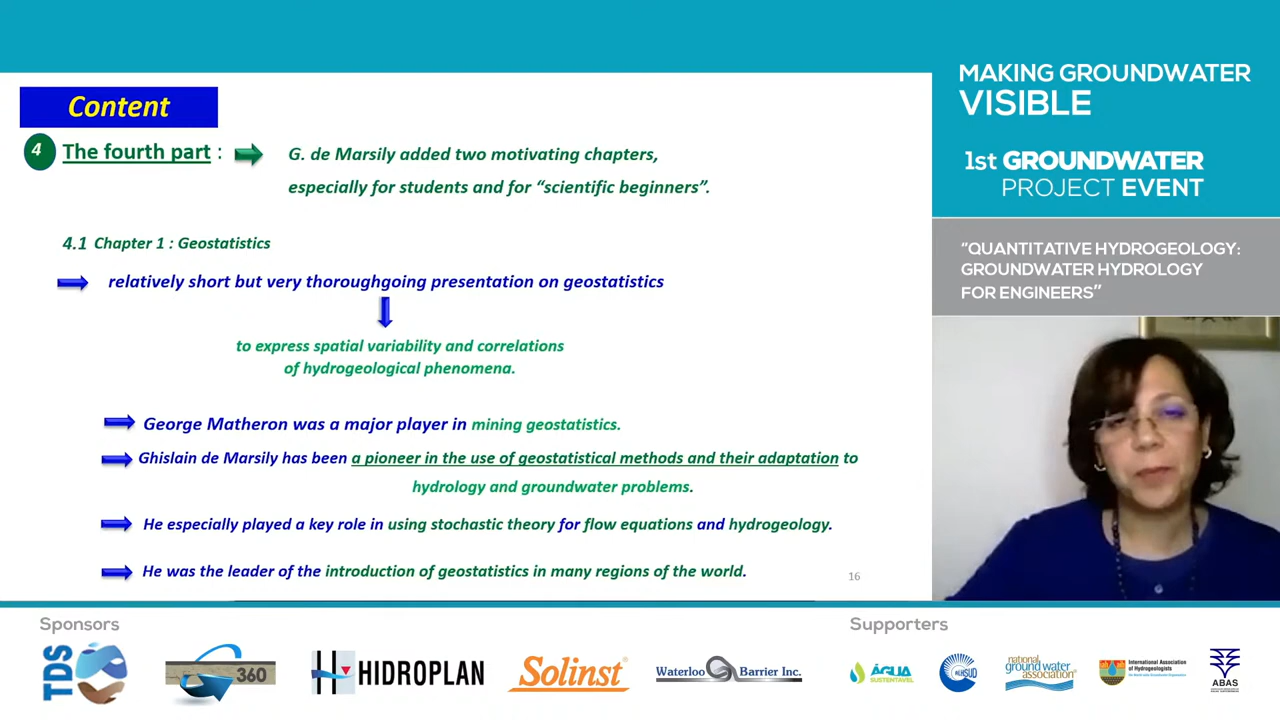 Content
4 The fourth part :
G. de Marsily added two motivating chapters,
especially for students and for “scientific beginners”.
4.1 Chapter 1 : Geostatistics
relatively short but very thoroughgoing presentation on geostatistics
to express spatial variability and correlations
of hydrogeological phenomena.
George Matheron was a major player in mining geostatistics.
Ghislain de Marsily has been a pioneer in the use of geostatistical methods and their adaptation to
hydrology and groundwater problems.
He especially played a key role in using stochastic theory for flow equations and hydrogeology.
He was the leader of the introduction of geostatistics in many regions of the world.
16
MAKING GROUNDWATER
VISIBLE
1st GROUNDWATER
PROJECT EVENT
“QUANTITATIVE HYDROGEOLOGY:
GROUNDWATER HYDROLOGY
FOR ENGINEERS”
Sponsors
TDS
360
HIDROPLAN
Solinst®
Waterloo Barrier Inc.
Supporters
ÁGUA
SUSTENTÁVEL
ALHSUD
national
ground water
association
International Association
of Hydrogeologists
ABAS